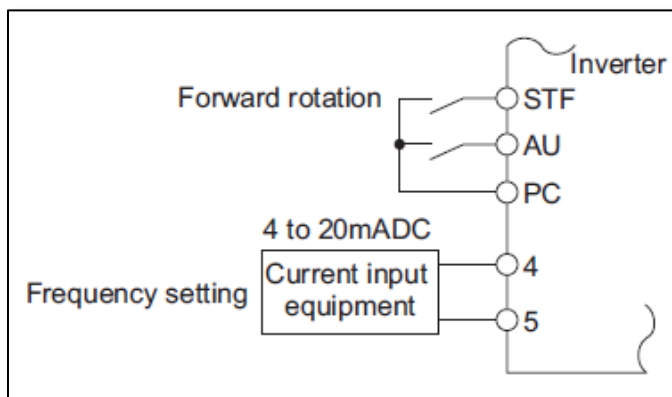 Inverter
Forward rotation
STF
AU
PC
4 to 20mADC
Frequency setting
Current input
equipment
4
5